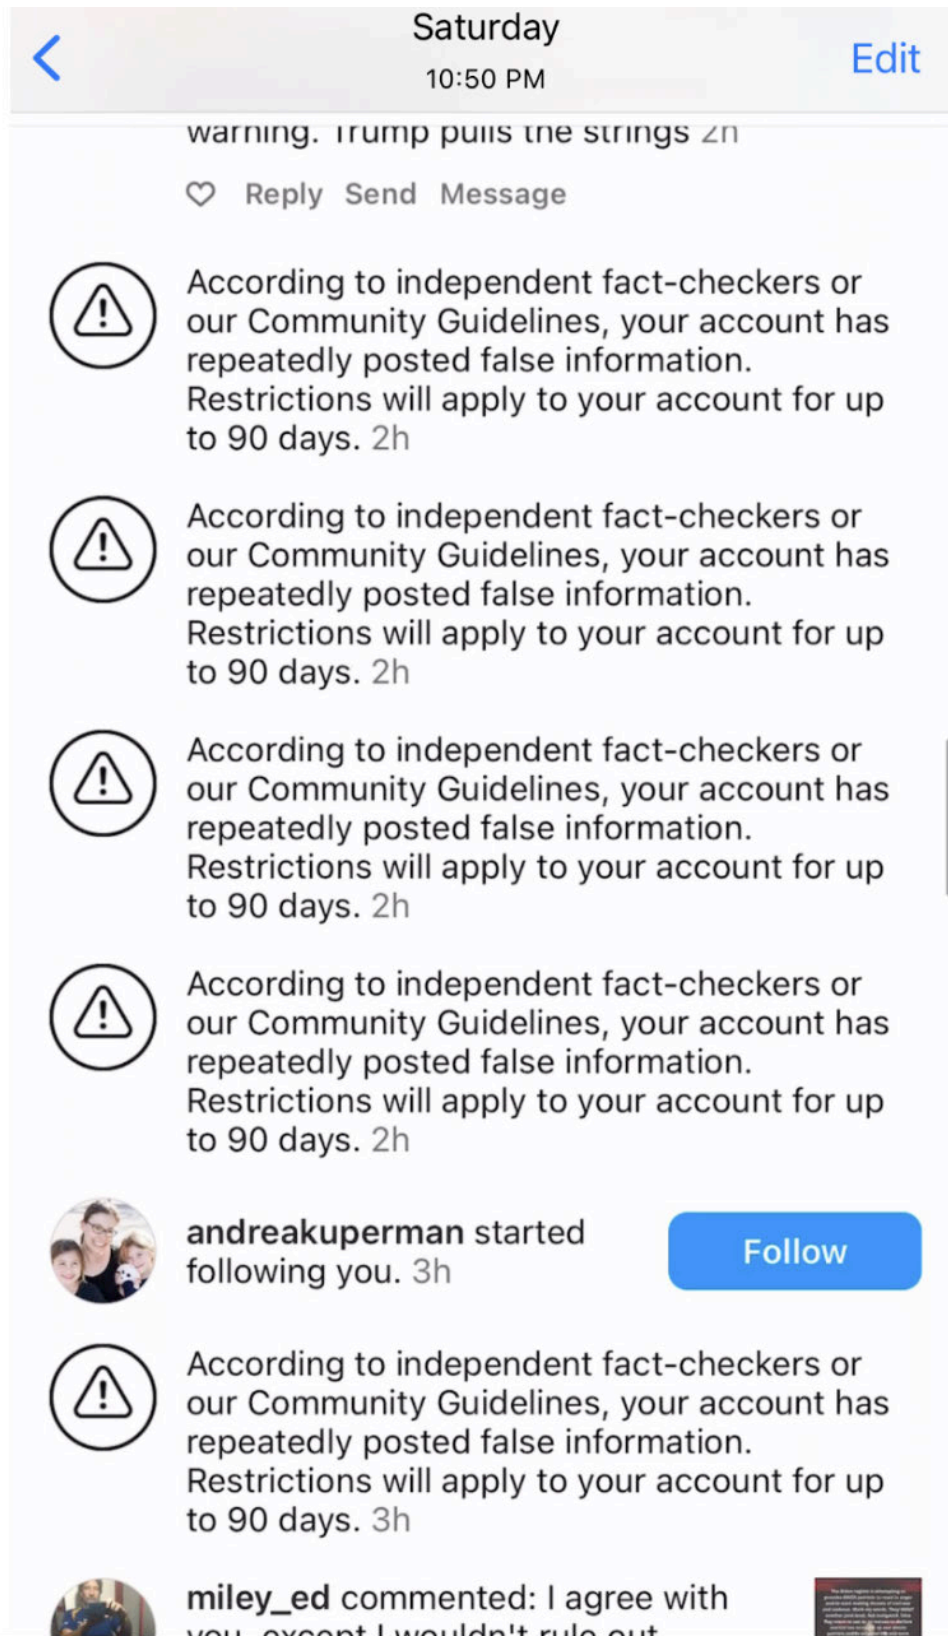 Saturday
10:50 PM
Edit
warning. Trump pulls the strings 2h
Reply Send Message
According to independent fact-checkers or
our Community Guidelines, your account has
repeatedly posted false information.
Restrictions will apply to your account for up
to 90 days. 2h
According to independent fact-checkers or
our Community Guidelines, your account has
repeatedly posted false information.
Restrictions will apply to your account for up
to 90 days. 2h
According to independent fact-checkers or
our Community Guidelines, your account has
repeatedly posted false information.
Restrictions will apply to your account for up
to 90 days. 2h
According to independent fact-checkers or
our Community Guidelines, your account has
repeatedly posted false information.
Restrictions will apply to your account for up
to 90 days. 2h
andreakuperman started
following you. 3h
Follow
According to independent fact-checkers or
our Community Guidelines, your account has
repeatedly posted false information.
Restrictions will apply to your account for up
to 90 days. 3h
miley_ed commented: I agree with
you, except I wouldn't rule out